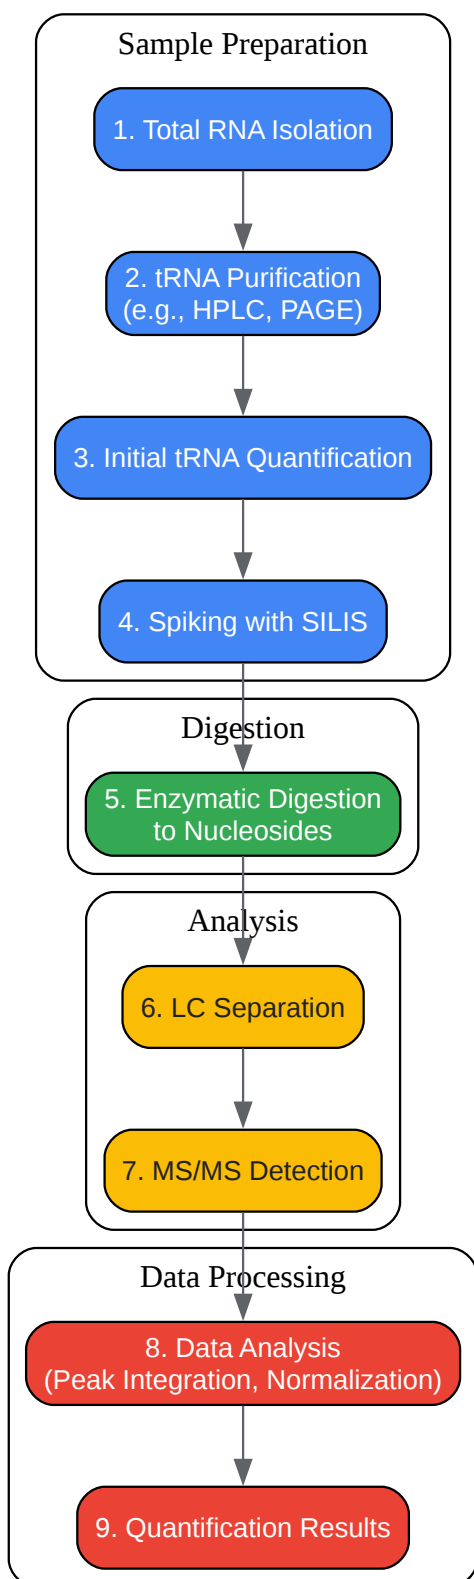 Sample Preparation
1. Total RNA Isolation
2. tRNA Purification
(e.g., HPLC, PAGE)
3. Initial tRNA Quantification
4. Spiking with SILIS
Digestion
5. Enzymatic Digestion
to Nucleosides
Analysis
6. LC Separation
7. MS/MS Detection
Data Processing
8. Data Analysis
(Peak Integration, Normalization)
9. Quantification Results